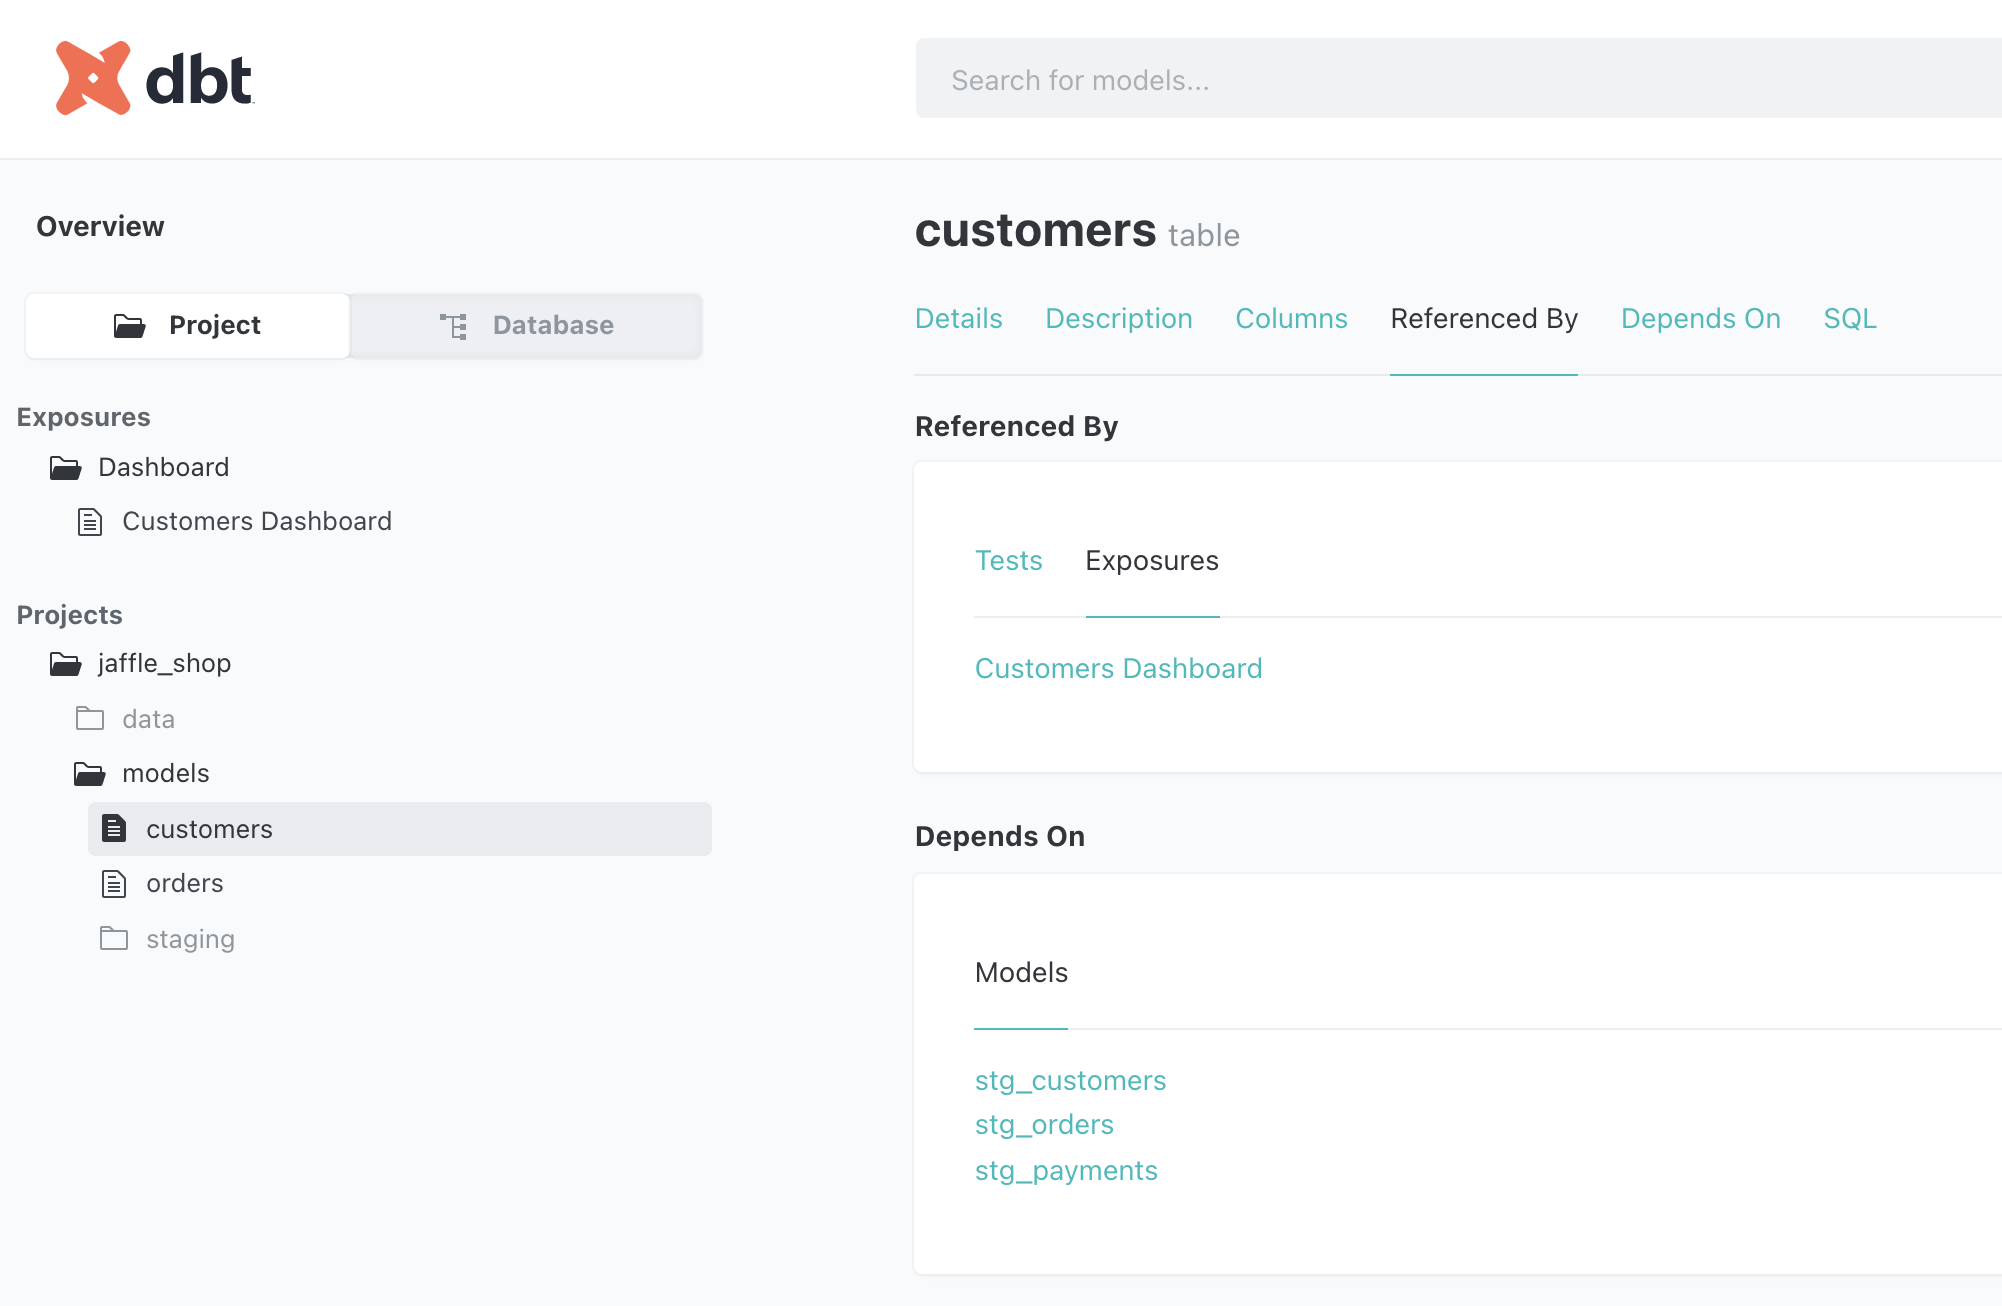 dbt
Search for models...
Overview
Project
Database
Exposures
Dashboard
Customers Dashboard
Projects
jaffle_shop
data
models
customers
orders
staging
customers table
Details Description Columns Referenced By Depends On SQL
Referenced By
Tests Exposures
Customers Dashboard
Depends On
Models
stg_customers
stg_orders
stg_payments